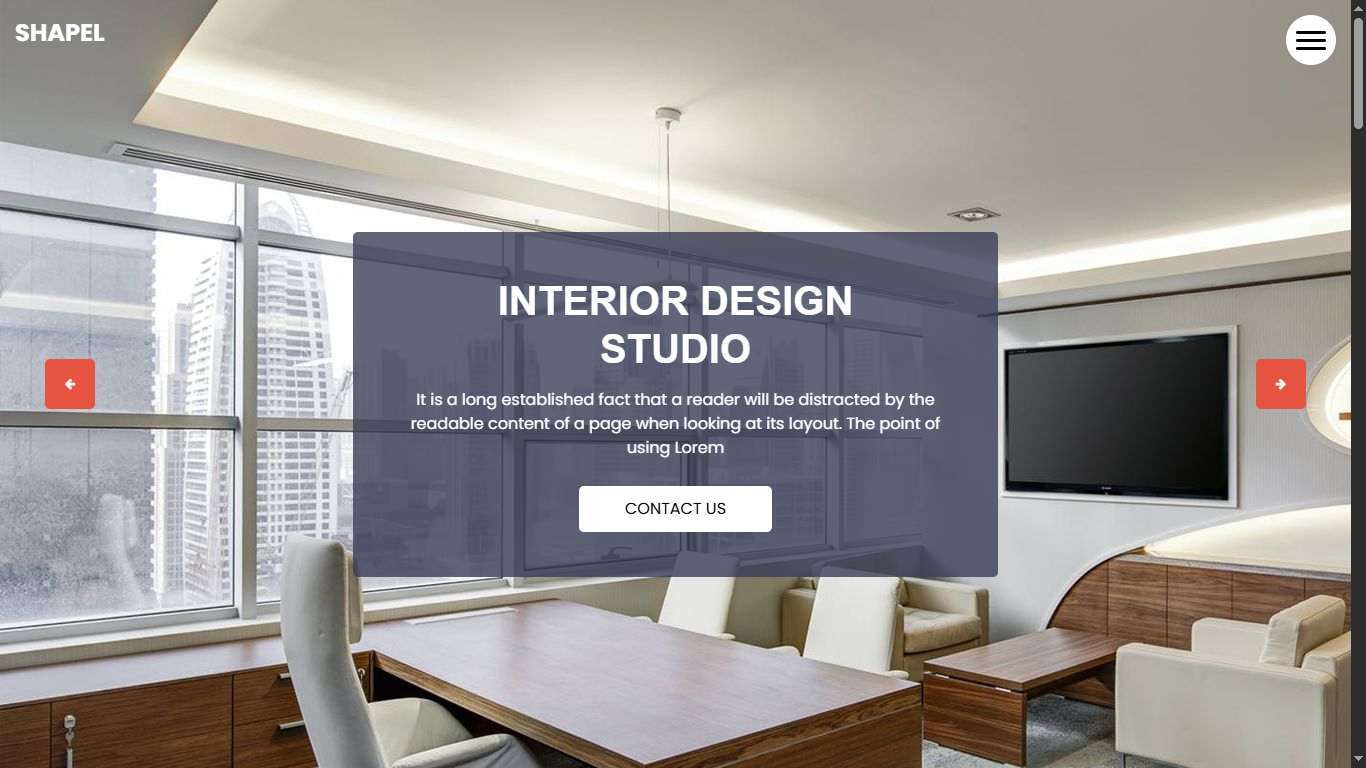 SHAPEL
INTERIOR DESIGN
STUDIO
It is a long established fact that a reader will be distracted by the
readable content of a page when looking at its layout. The point of
using Lorem
CONTACT US